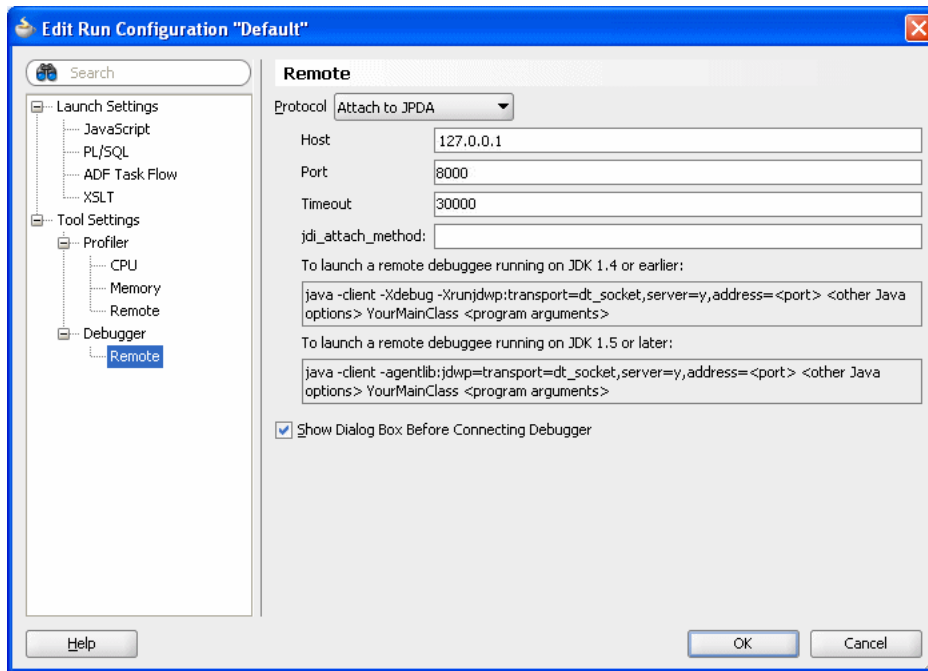 Edit Run Configuration "Default"
Search
Launch Settings
JavaScript
PL/SQL
ADF Task Flow
XSLT
Tool Settings
Profiler
CPU
Memory
Remote
Debugger
Remote
Remote
Protocol Attach to JPDA
Host 127.0.0.1
Port 8000
Timeout 30000
jdi_attach_method:
To launch a remote debuggee running on JDK 1.4 or earlier:
java -client -Xdebug -Xrunjdwp:transport=dt_socket,server=y,address=<port> <other Java
options> YourMainClass <program arguments>
To launch a remote debuggee running on JDK 1.5 or later:
java -client -agentlib:jdwp=transport=dt_socket,server=y,address=<port> <other Java
options> YourMainClass <program arguments>
Show Dialog Box Before Connecting Debugger
Help OK Cancel